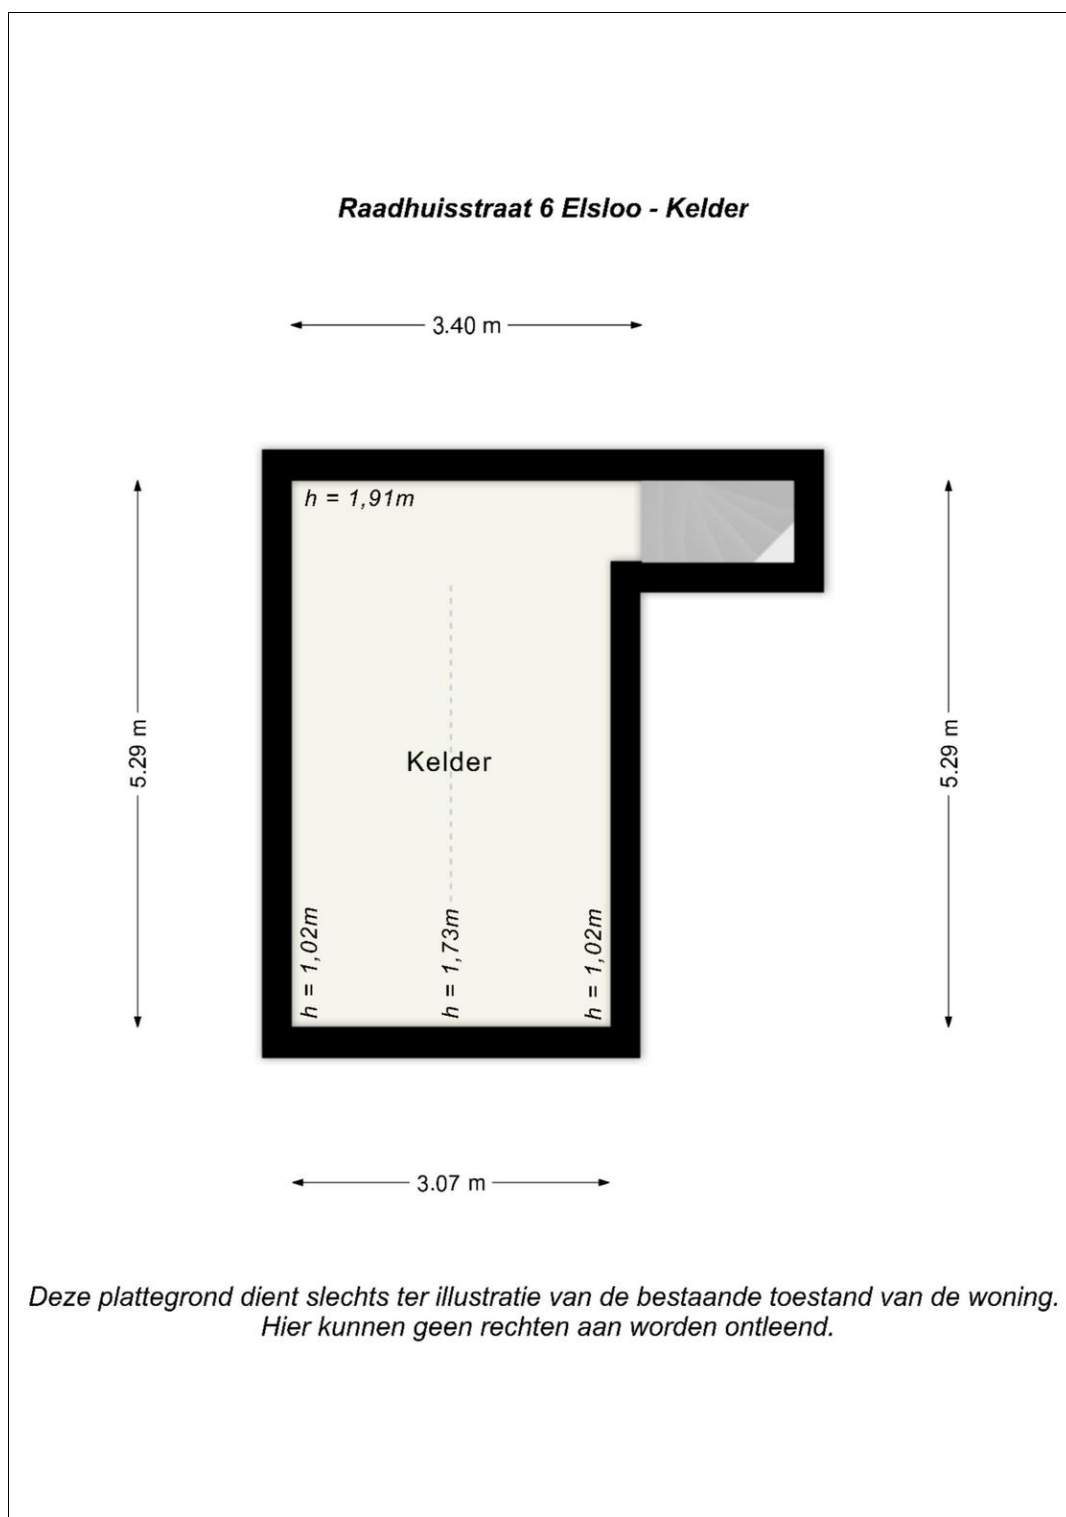 Raadhuisstraat 6 Elsloo - Kelder
3.40 m
h = 1,91m
5.29 m
5.29 m
Kelder
h = 1,02m
h = 1,73m
h = 1,02m
3.07 m
Deze plattegrond dient slechts ter illustratie van de bestaande toestand van de woning.
Hier kunnen geen rechten aan worden ontleend.